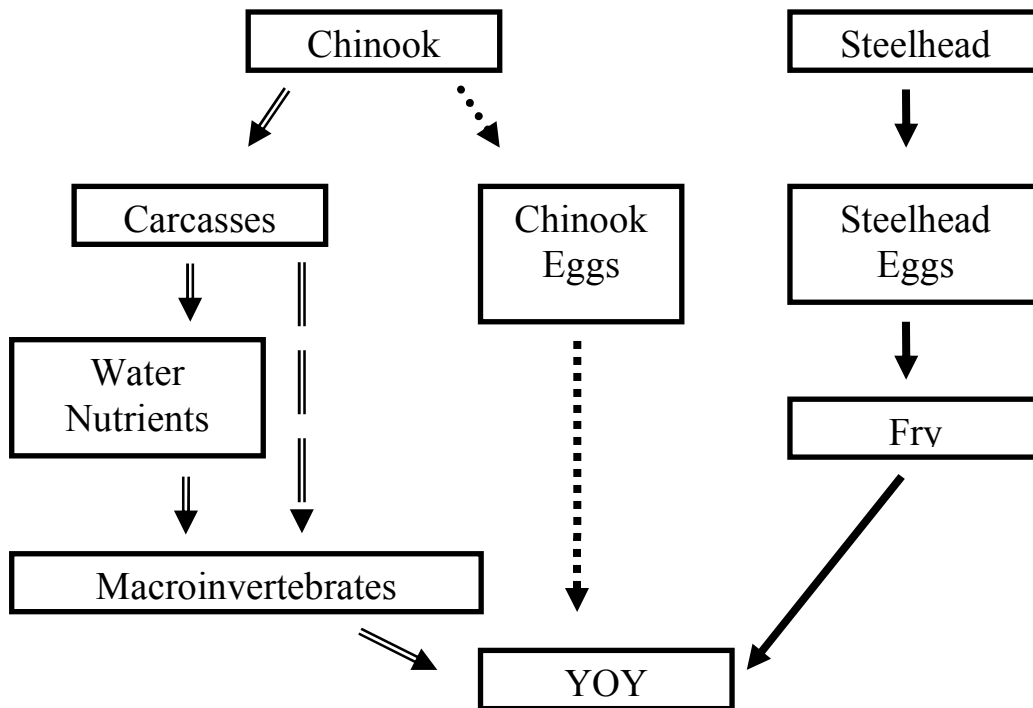 Chinook
Steelhead
Carcasses
Chinook
Eggs
Steelhead
Eggs
Water
Nutrients
Fry
Macroinvertebrates
YOY